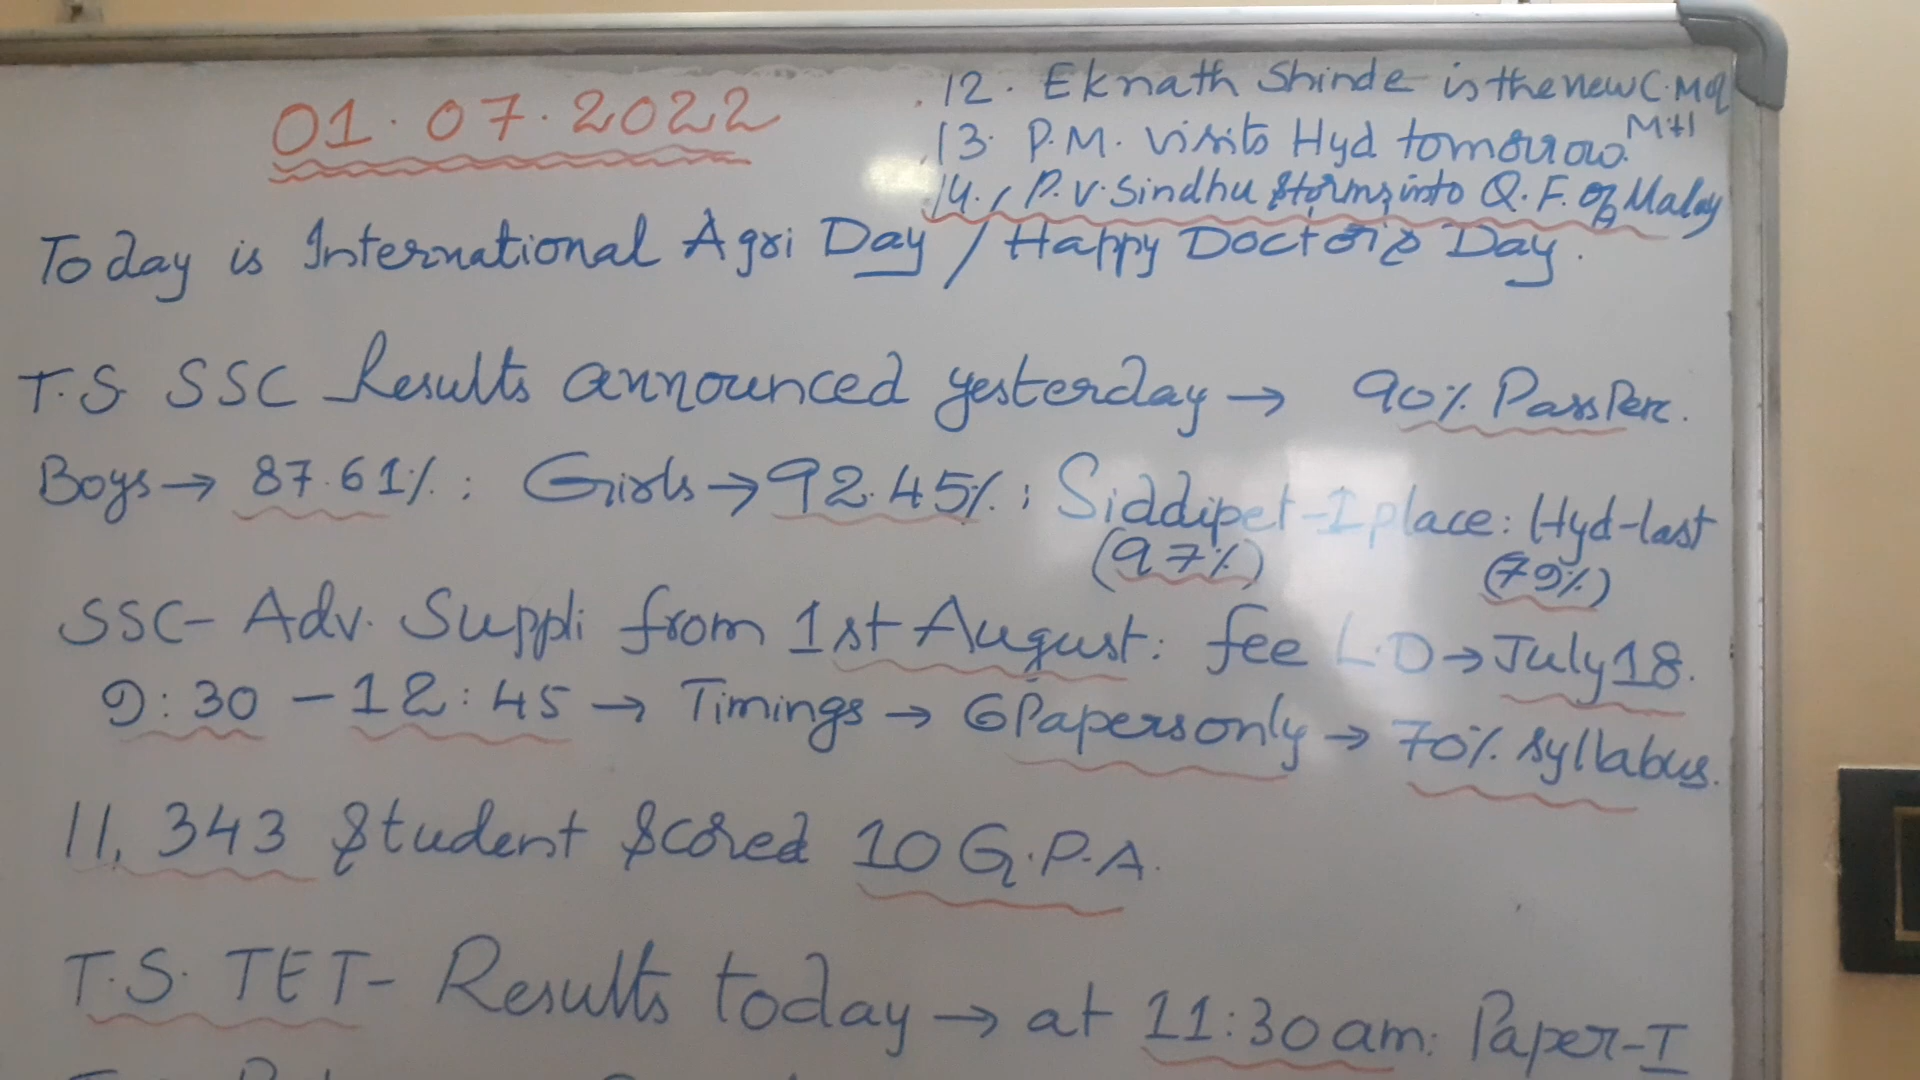 01.07.2022
12. Eknath Shinde is the new C.M of
MH
13. P.M. visits Hyd tomorrow.
14. P.V. Sindhu storms into Q.F. of Malay
Today is International Agri Day / Happy Doctor's Day.
T.S SSC Results announced yesterday → 90% Pass Perc.
Boys → 87.61% ; Girls → 92.45% ; Siddipet-I place : Hyd-last
(97%) (79%)
SSC- Adv. Suppli from 1st August : fee L.D → July 18.
9:30 - 12:45 → Timings → 6 Papers only → 70% syllabus.
11,343 Student Scored 10 G.P.A.
T.S. TET- Results today → at 11:30 am : Paper-I